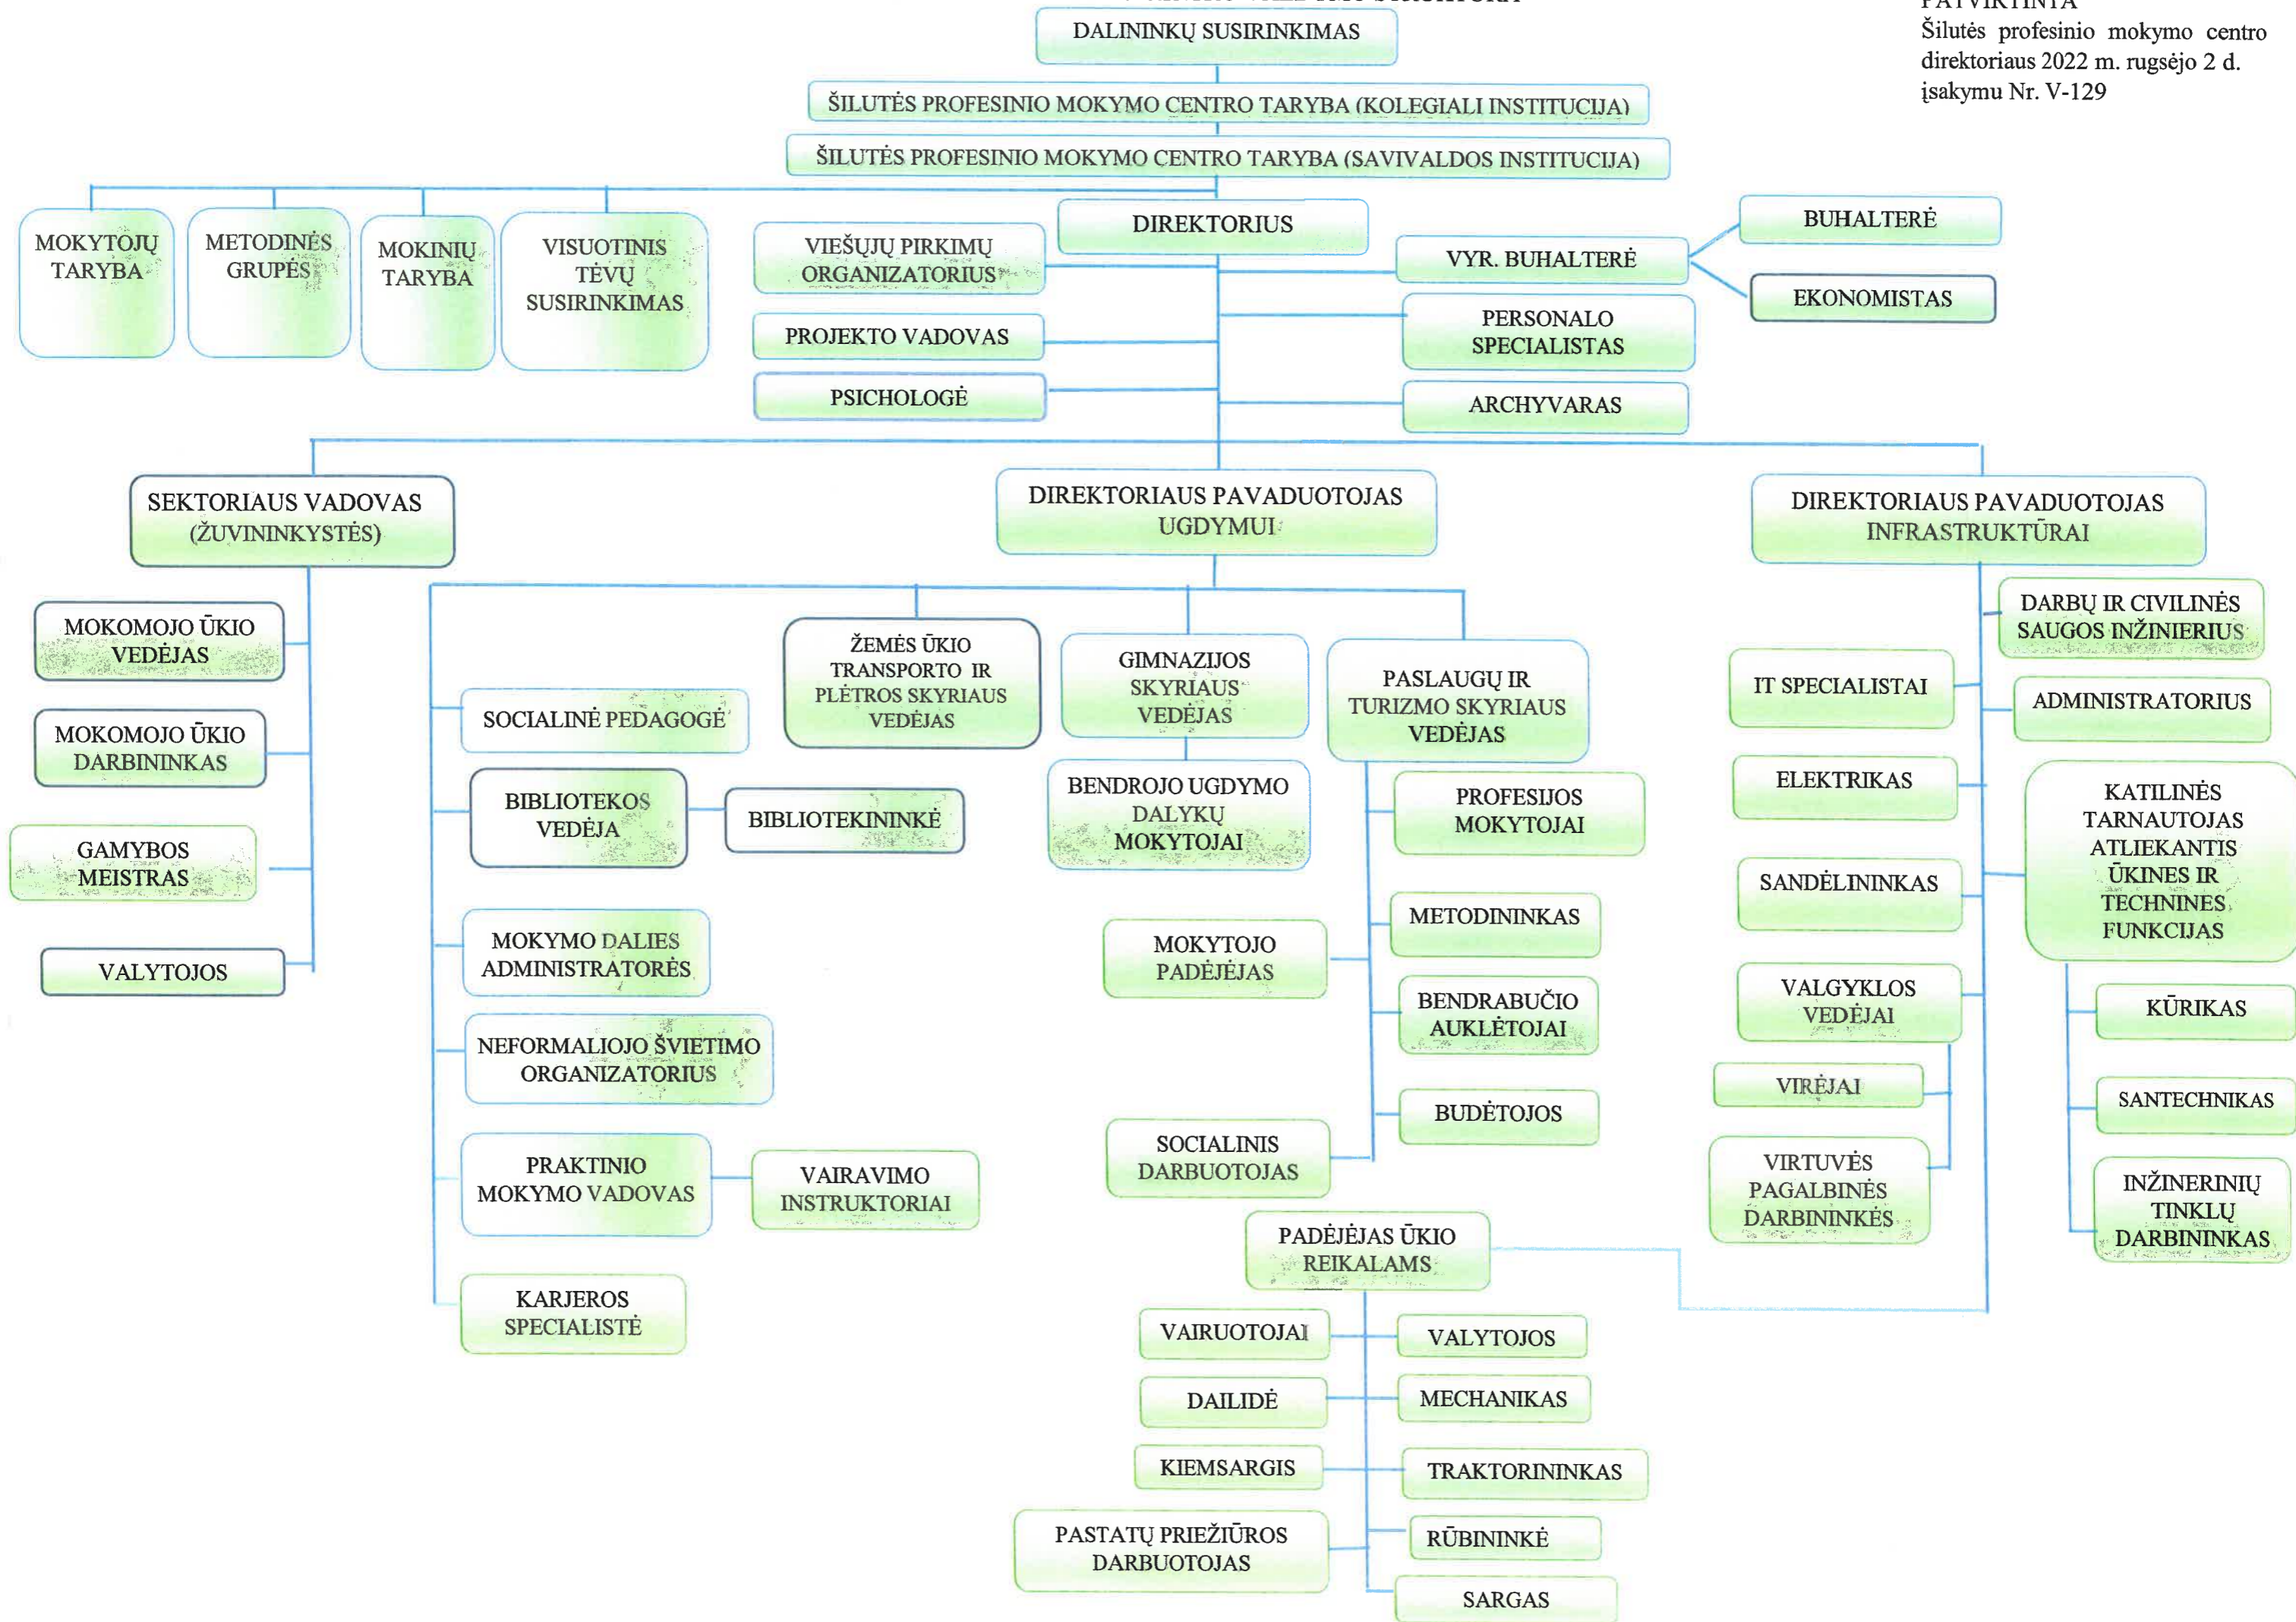 PATVIRTINTA
Šilutės profesinio mokymo centro
direktoriaus 2022 m. rugsėjo 2 d.
įsakymu Nr. V-129
DALININKŲ SUSIRINKIMAS
ŠILUTĖS PROFESINIO MOKYMO CENTRO TARYBA (KOLEGIALI INSTITUCIJA)
ŠILUTĖS PROFESINIO MOKYMO CENTRO TARYBA (SAVIVALDOS INSTITUCIJA)
MOKYTOJŲ
TARYBA
METODINĖS
GRUPĖS
MOKINIŲ
TARYBA
VISUOTINIS
TĖVŲ
SUSIRINKIMAS
DIREKTORIUS
VIEŠŲJŲ PIRKIMŲ
ORGANIZATORIUS
PROJEKTO VADOVAS
PSICHOLOGĖ
VYR. BUHALTERĖ
BUHALTERĖ
EKONOMISTAS
PERSONALO
SPECIALISTAS
ARCHYVARAS
SEKTORIAUS VADOVAS
(ŽUVININKYSTĖS)
DIREKTORIAUS PAVADUOTOJAS
UGDYMUI
DIREKTORIAUS PAVADUOTOJAS
INFRASTRUKTŪRAI
MOKOMOJO ŪKIO
VEDĖJAS
MOKOMOJO ŪKIO
DARBININKAS
GAMYBOS
MEISTRAS
VALYTOJOS
SOCIALINĖ PEDAGOGĖ
BIBLIOTEKOS
VEDĖJA
BIBLIOTEKININKĖ
MOKYMO DALIES
ADMINISTRATORĖS
NEFORMALIOJO ŠVIETIMO
ORGANIZATORIUS
PRAKTINIO
MOKYMO VADOVAS
VAIRAVIMO
INSTRUKTORIAI
KARJEROS
SPECIALISTĖ
ŽEMĖS ŪKIO
TRANSPORTO IR
PLĖTROS SKYRIAUS
VEDĖJAS
GIMNAZIJOS
SKYRIAUS
VEDĖJAS
BENDROJO UGDYMO
DALYKŲ
MOKYTOJAI
PASLAUGŲ IR
TURIZMO SKYRIAUS
VEDĖJAS
PROFESIJOS
MOKYTOJAI
METODININKAS
MOKYTOJO
PADĖJĖJAS
BENDRABUČIO
AUKLĖTOJAI
BUDĖTOJOS
SOCIALINIS
DARBUOTOJAS
DARBŲ IR CIVILINĖS
SAUGOS INŽINIERIUS
IT SPECIALISTAI
ADMINISTRATORIUS
ELEKTRIKAS
KATILINĖS
TARNAUTOJAS
ATLIEKANTIS
ŪKINES IR
TECHNINES
FUNKCIJAS
SANDĖLININKAS
VALGYKLOS
VEDĖJAI
VIRĖJAI
VIRTUVĖS
PAGALBINĖS
DARBININKĖS
KŪRIKAS
SANTECHNIKAS
INŽINERINIŲ
TINKLŲ
DARBININKAS
PADĖJĖJAS ŪKIO
REIKALAMS
VAIRUOTOJAI
VALYTOJOS
DAILIDĖ
MECHANIKAS
KIEMSARGIS
TRAKTORININKAS
PASTATŲ PRIEŽIŪROS
DARBUOTOJAS
RŪBININKĖ
SARGAS